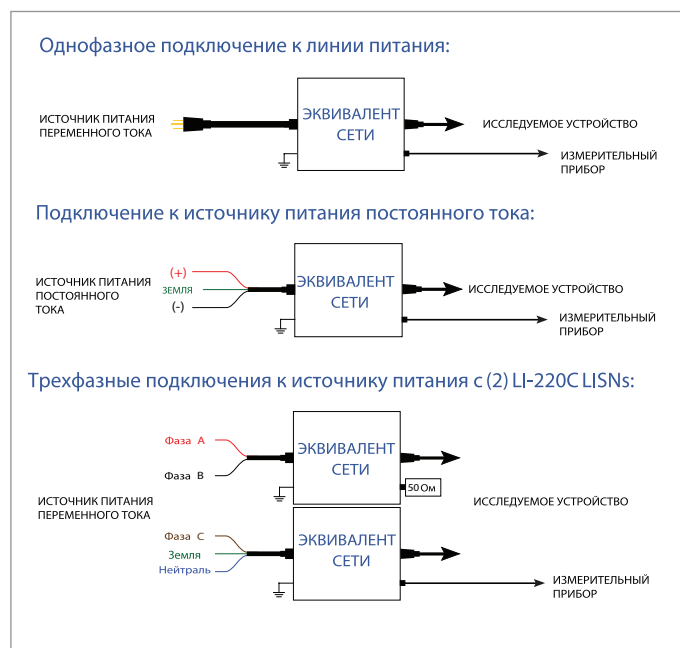 Однофазное подключение к линии питания:
ИСТОЧНИК ПИТАНИЯ
ПЕРЕМЕННОГО ТОКА
ЭКВИВАЛЕНТ
СЕТИ
ИССЛЕДУЕМОЕ УСТРОЙСТВО
ИЗМЕРИТЕЛЬНЫЙ
ПРИБОР
Подключение к источнику питания постоянного тока:
ИСТОЧНИК ПИТАНИЯ
ПОСТОЯННОГО
ТОКА
(+)
ЗЕМЛЯ
(-)
ЭКВИВАЛЕНТ
СЕТИ
ИССЛЕДУЕМОЕ УСТРОЙСТВО
ИЗМЕРИТЕЛЬНЫЙ
ПРИБОР
Трехфазные подключения к источнику питания с (2) LI-220C LISNs:
Фаза A
Фаза B
ЭКВИВАЛЕНТ
СЕТИ
50 Ом
ИСТОЧНИК ПИТАНИЯ
ПЕРЕМЕННОГО ТОКА
ИССЛЕДУЕМОЕ УСТРОЙСТВО
Фаза C
Земля
Нейтраль
ЭКВИВАЛЕНТ
СЕТИ
ИЗМЕРИТЕЛЬНЫЙ
ПРИБОР